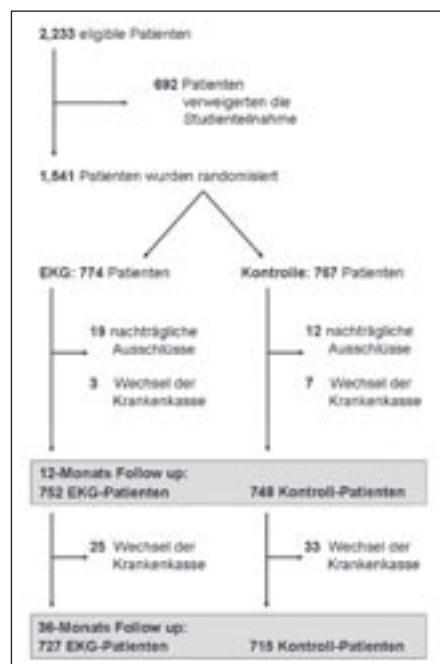 2,233 eligible Patienten
692 Patienten
verweigerten die
Studienteilnahme
1,541 Patienten wurden randomisiert
EKG: 774 Patienten
Kontrolle: 767 Patienten
19 nachträgliche
Ausschlüsse
3 Wechsel der
Krankenkasse
12 nachträgliche
Ausschlüsse
7 Wechsel der
Krankenkasse
12-Monats Follow up:
752 EKG-Patienten 748 Kontroll-Patienten
25 Wechsel der
Krankenkasse
33 Wechsel der
Krankenkasse
36-Monats Follow up:
727 EKG-Patienten 715 Kontroll-Patienten